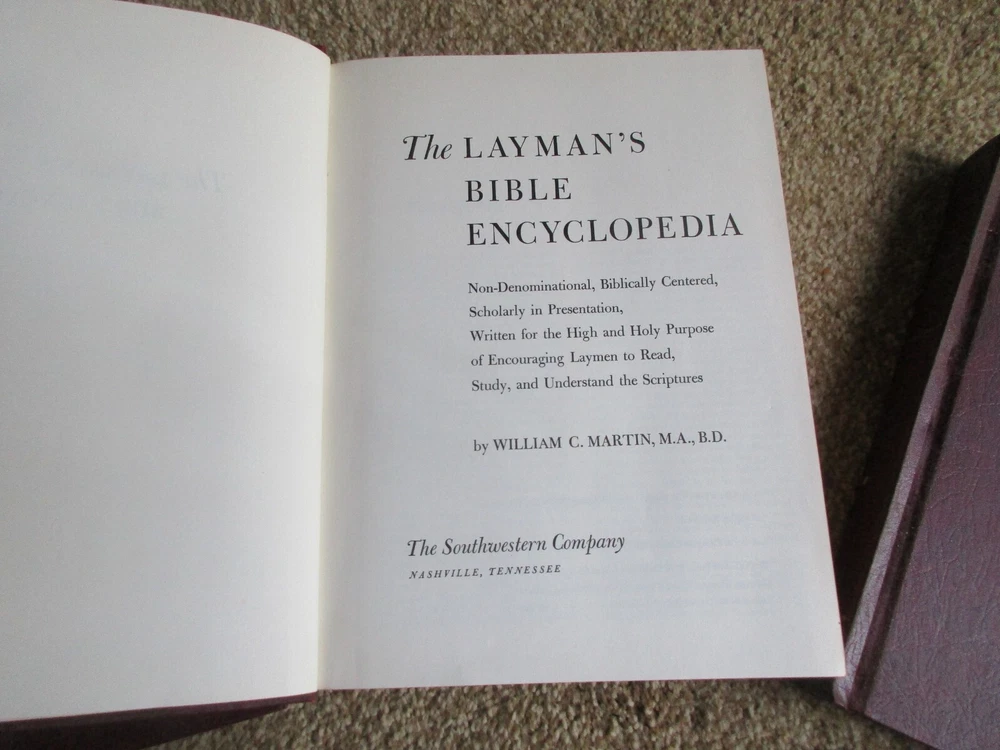 The LAYMAN'S
BIBLE
ENCYCLOPEDIA
Non-Denominational, Biblically Centered,
Scholarly in Presentation,
Written for the High and Holy Purpose
of Encouraging Laymen to Read,
Study, and Understand the Scriptures
by WILLIAM C. MARTIN, M.A., B.D.
The Southwestern Company
NASHVILLE, TENNESSEE